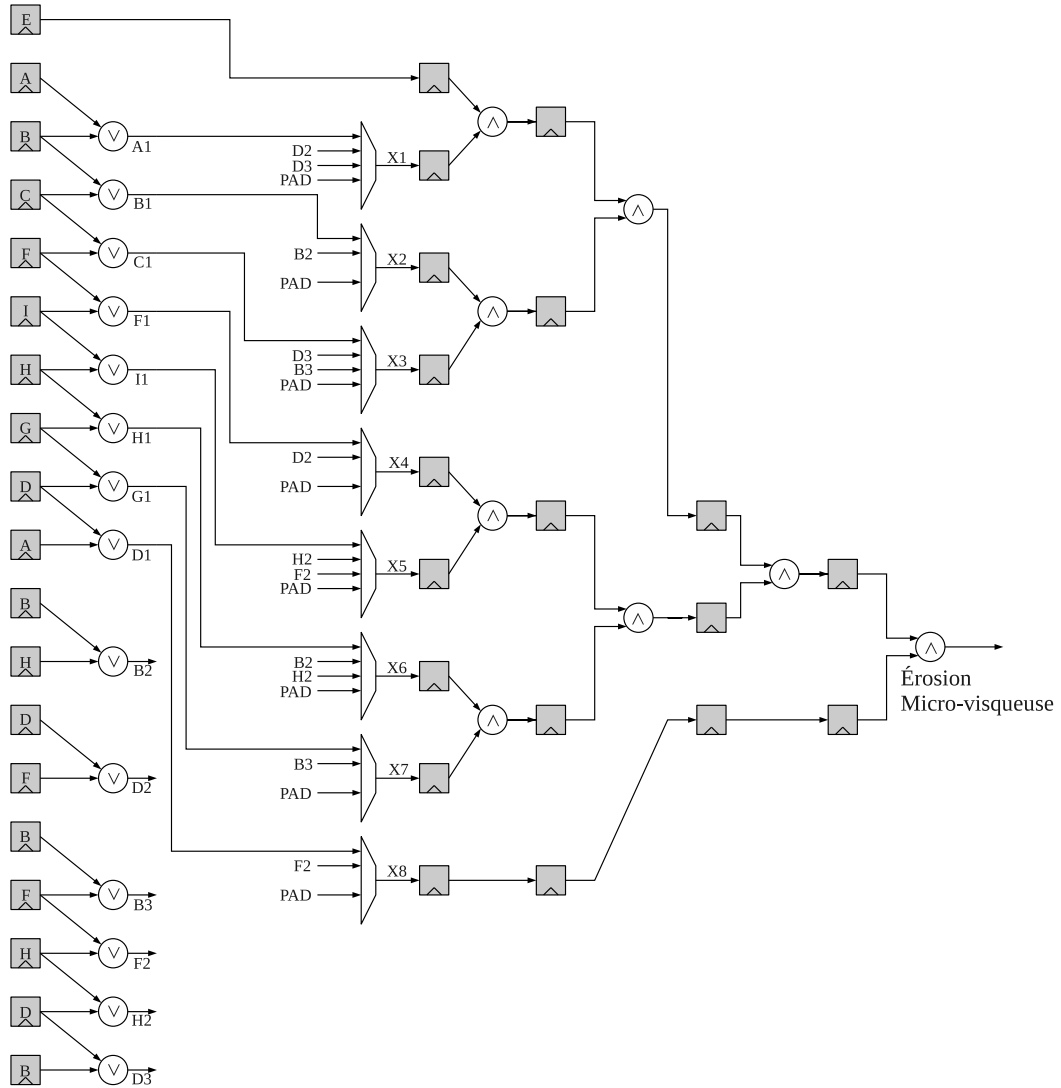 E
A
B
C
F
I
H
G
D
A
B
H
D
F
B
F
H
D
B
∨
A1
∨
B1
∨
C1
∨
F1
∨
I1
∨
H1
∨
G1
∨
D1
∨
B2
∨
D2
∨
B3
∨
F2
∨
H2
∨
D3
D2
D3
PAD
X1
B2
PAD
X2
D3
B3
PAD
X3
D2
PAD
X4
H2
F2
PAD
X5
B2
H2
PAD
X6
B3
PAD
X7
F2
PAD
X8
∧
∧
∧
∧
∧
∧
∧
∧
Érosion
Micro-visqueuse